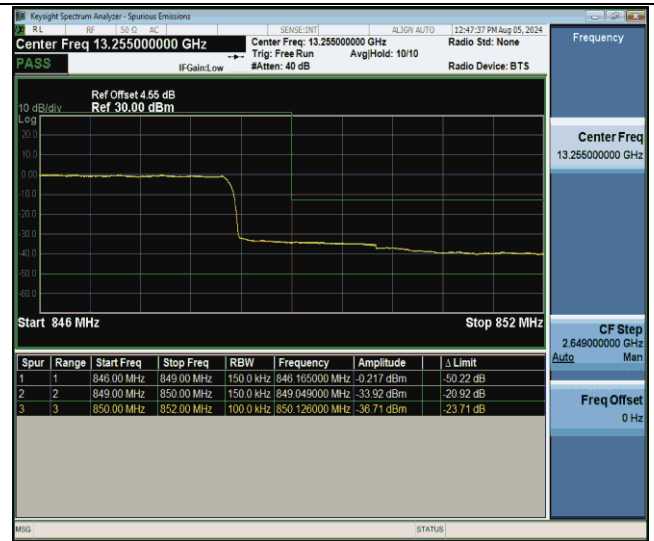 Keysight Spectrum Analyzer - Spurious Emissions
RL RF 50 Ω AC SENSE:INT ALIGN AUTO 12:47:37 PM Aug 05, 2024
Center Freq 13.255000000 GHz
Center Freq: 13.255000000 GHz
Radio Std: None
Trig: Free Run Avg|Hold: 10/10
PASS
IFGain:Low
#Atten: 40 dB
Radio Device: BTS
Ref Offset 4.55 dB
10 dB/div Ref 30.00 dBm
Log
20.0
10.0
0.00
-10.0
-20.0
-30.0
-40.0
-50.0
-60.0
Start 846 MHz Stop 852 MHz
Spur Range Start Freq Stop Freq RBW Frequency Amplitude Δ Limit
1 1 846.00 MHz 849.00 MHz 150.0 kHz 846.165000 MHz -0.217 dBm -50.22 dB
2 2 849.00 MHz 850.00 MHz 150.0 kHz 849.049000 MHz -33.92 dBm -20.92 dB
3 3 850.00 MHz 852.00 MHz 100.0 kHz 850.126000 MHz -36.71 dBm -23.71 dB
MSG STATUS
Frequency
Center Freq
13.255000000 GHz
CF Step
2.649000000 GHz
Auto Man
Freq Offset
0 Hz